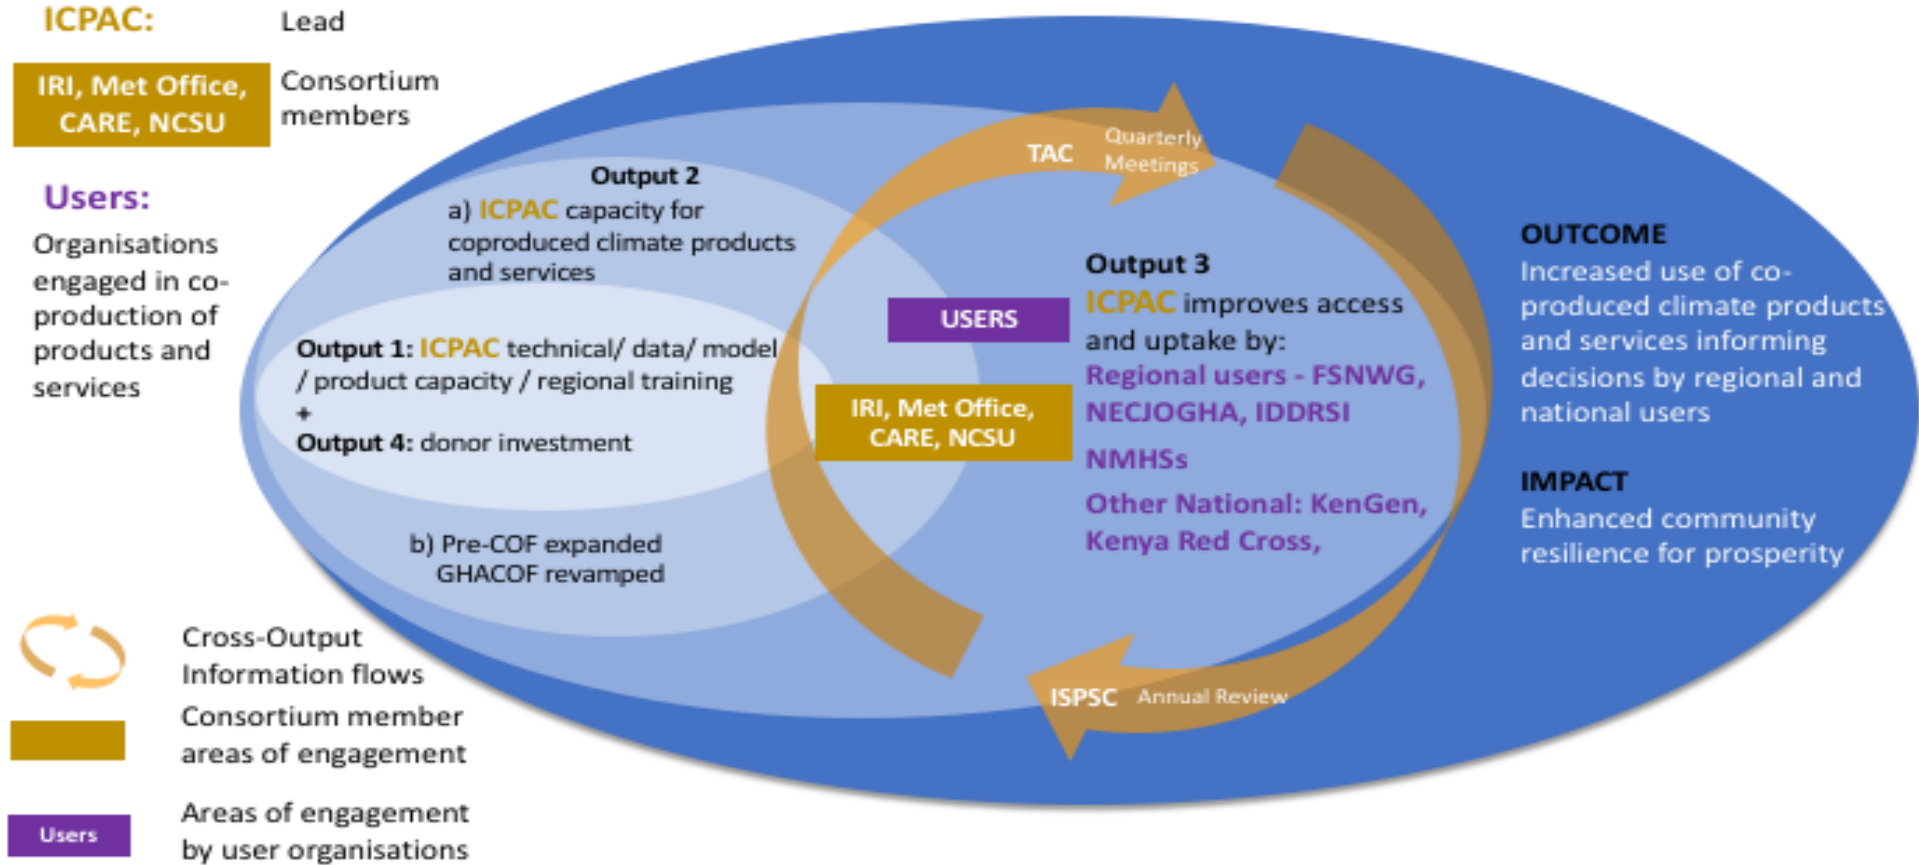 ICPAC:
Lead
IRI, Met Office,
CARE, NCSU
Consortium
members
Users:
Organisations
engaged in co-
production of
products and
services
Cross-Output
Information flows
Consortium member
areas of engagement
Users
Areas of engagement
by user organisations
Output 2
a) ICPAC capacity for
coproduced climate products
and services
Output 1: ICPAC technical/ data/ model
/ product capacity / regional training
+
Output 4: donor investment
b) Pre-COF expanded
GHACOF revamped
TAC
Quarterly
Meetings
USERS
IRI, Met Office,
CARE, NCSU
Output 3
ICPAC improves access
and uptake by:
Regional users - FSNWG,
NECJOGHA, IDDRSI
NMHSs
Other National: KenGen,
Kenya Red Cross,
ISPSC Annual Review
OUTCOME
Increased use of co-
produced climate products
and services informing
decisions by regional and
national users
IMPACT
Enhanced community
resilience for prosperity